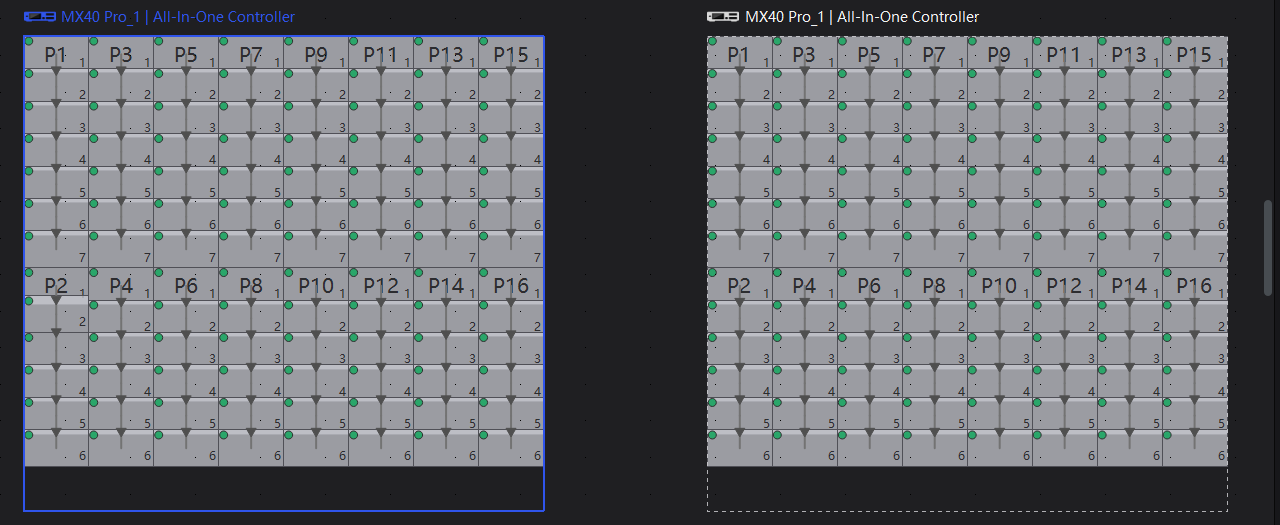 MX40 Pro_1 | All-In-One Controller MX40 Pro_1 | All-In-One Controller
P1 1 P3 1 P5 1 P7 1 P9 1 P11 1 P13 1 P15 1 P1 1 P3 1 P5 1 P7 1 P9 1 P11 1 P13 1 P15 1
2 2 2 2 2 2 2 2 2 2 2 2 2 2 2 2
3 3 3 3 3 3 3 3 3 3 3 3 3 3 3 3
4 4 4 4 4 4 4 4 4 4 4 4 4 4 4 4
5 5 5 5 5 5 5 5 5 5 5 5 5 5 5 5
6 6 6 6 6 6 6 6 6 6 6 6 6 6 6 6
7 7 7 7 7 7 7 7 7 7 7 7 7 7 7 7
P2 1 P4 1 P6 1 P8 1 P10 1 P12 1 P14 1 P16 1 P2 1 P4 1 P6 1 P8 1 P10 1 P12 1 P14 1 P16 1
2 2 2 2 2 2 2 2 2 2 2 2 2 2 2 2
3 3 3 3 3 3 3 3 3 3 3 3 3 3 3 3
4 4 4 4 4 4 4 4 4 4 4 4 4 4 4 4
5 5 5 5 5 5 5 5 5 5 5 5 5 5 5 5
6 6 6 6 6 6 6 6 6 6 6 6 6 6 6 6